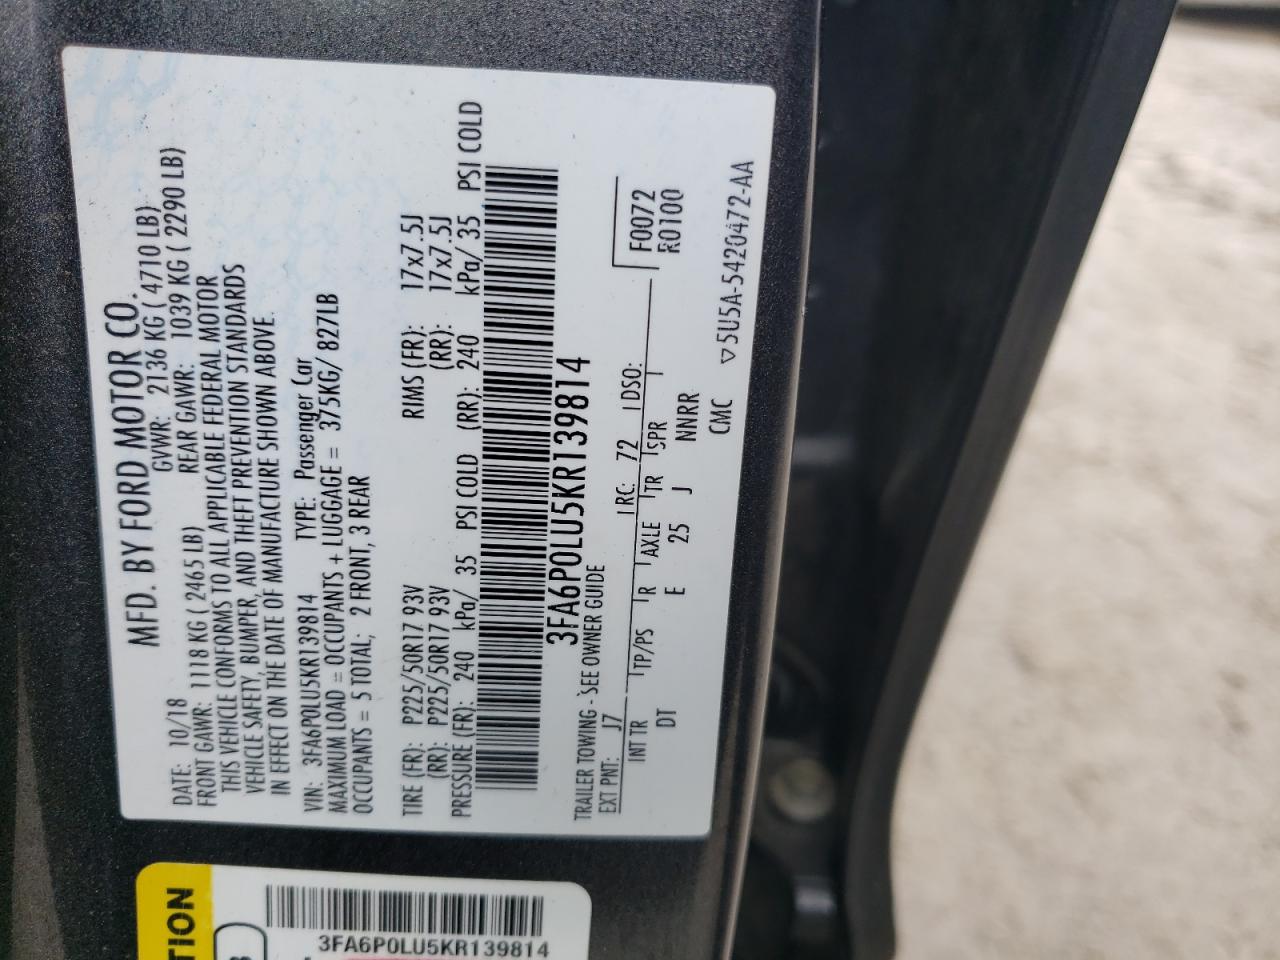 MFD. BY FORD MOTOR CO.
DATE: 10/18 GVWR: 2136 KG ( 4710 LB)
FRONT GAWR: 1118 KG ( 2465 LB) REAR GAWR: 1039 KG ( 2290 LB)
THIS VEHICLE CONFORMS TO ALL APPLICABLE FEDERAL MOTOR
VEHICLE SAFETY, BUMPER, AND THEFT PREVENTION STANDARDS
IN EFFECT ON THE DATE OF MANUFACTURE SHOWN ABOVE.
VIN: 3FA6P0LU5KR139814 TYPE: Passenger Car
MAXIMUM LOAD = OCCUPANTS + LUGGAGE = 375KG/ 827LB
OCCUPANTS = 5 TOTAL; 2 FRONT, 3 REAR
TIRE (FR): P225/50R17 93V RIMS (FR): 17x7.5J
(RR): P225/50R17 93V (RR): 17x7.5J
PRESSURE (FR): 240 kPa/ 35 PSI COLD (RR): 240 kPa/ 35 PSI COLD
3FA6P0LU5KR139814
TRAILER TOWING - SEE OWNER GUIDE
EXT PNT: J7 RC: 72 DSO:
INT TR TP/PS R AXLE TR SPR
DT E 25 J NNRR
F0072
R0100
CMC ▽5U5A-5420472-AA
TION
3FA6P0LU5KR139814